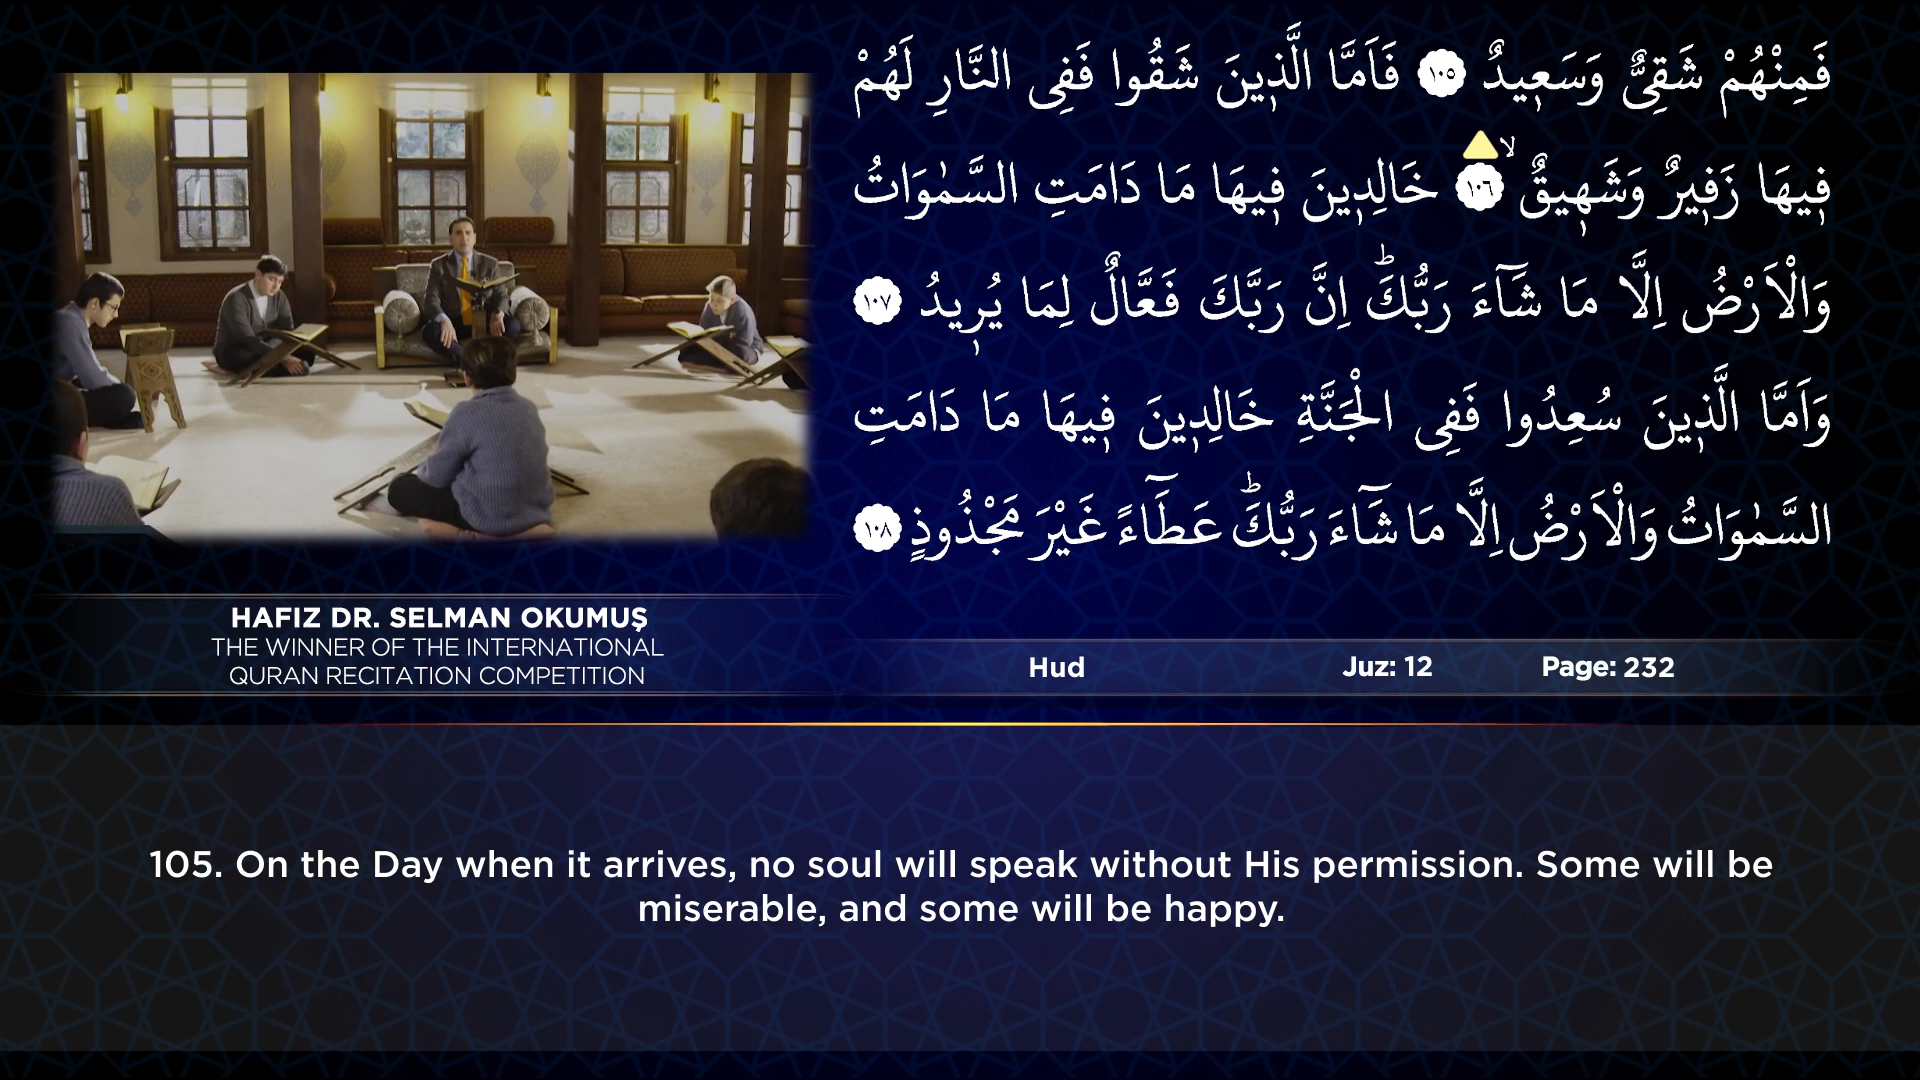 فَمِنْهُمْ شَقِىٌّ وَسَعٖيدٌ ﴿١٠٥﴾ فَاَمَّا الَّذٖينَ شَقُوا فَفِى النَّارِ لَهُمْ
فٖيهَا زَفٖيرٌ وَشَهٖيقٌ ۙ ﴿١٠٦﴾ خَالِدٖينَ فٖيهَا مَا دَامَتِ السَّمٰوَاتُ
وَالْاَرْضُ اِلَّا مَا شَٓاءَ رَبُّكَ ؕ اِنَّ رَبَّكَ فَعَّالٌ لِمَا يُرٖيدُ ﴿١٠٧﴾
وَاَمَّا الَّذٖينَ سُعِدُوا فَفِى الْجَنَّةِ خَالِدٖينَ فٖيهَا مَا دَامَتِ
السَّمٰوَاتُ وَالْاَرْضُ اِلَّا مَا شَٓاءَ رَبُّكَ ؕ عَطَٓاءً غَيْرَ مَجْذُوذٍ ﴿١٠٨﴾
HAFIZ DR. SELMAN OKUMUŞ
THE WINNER OF THE INTERNATIONAL
QURAN RECITATION COMPETITION
Hud Juz: 12 Page: 232
105. On the Day when it arrives, no soul will speak without His permission. Some will be
miserable, and some will be happy.